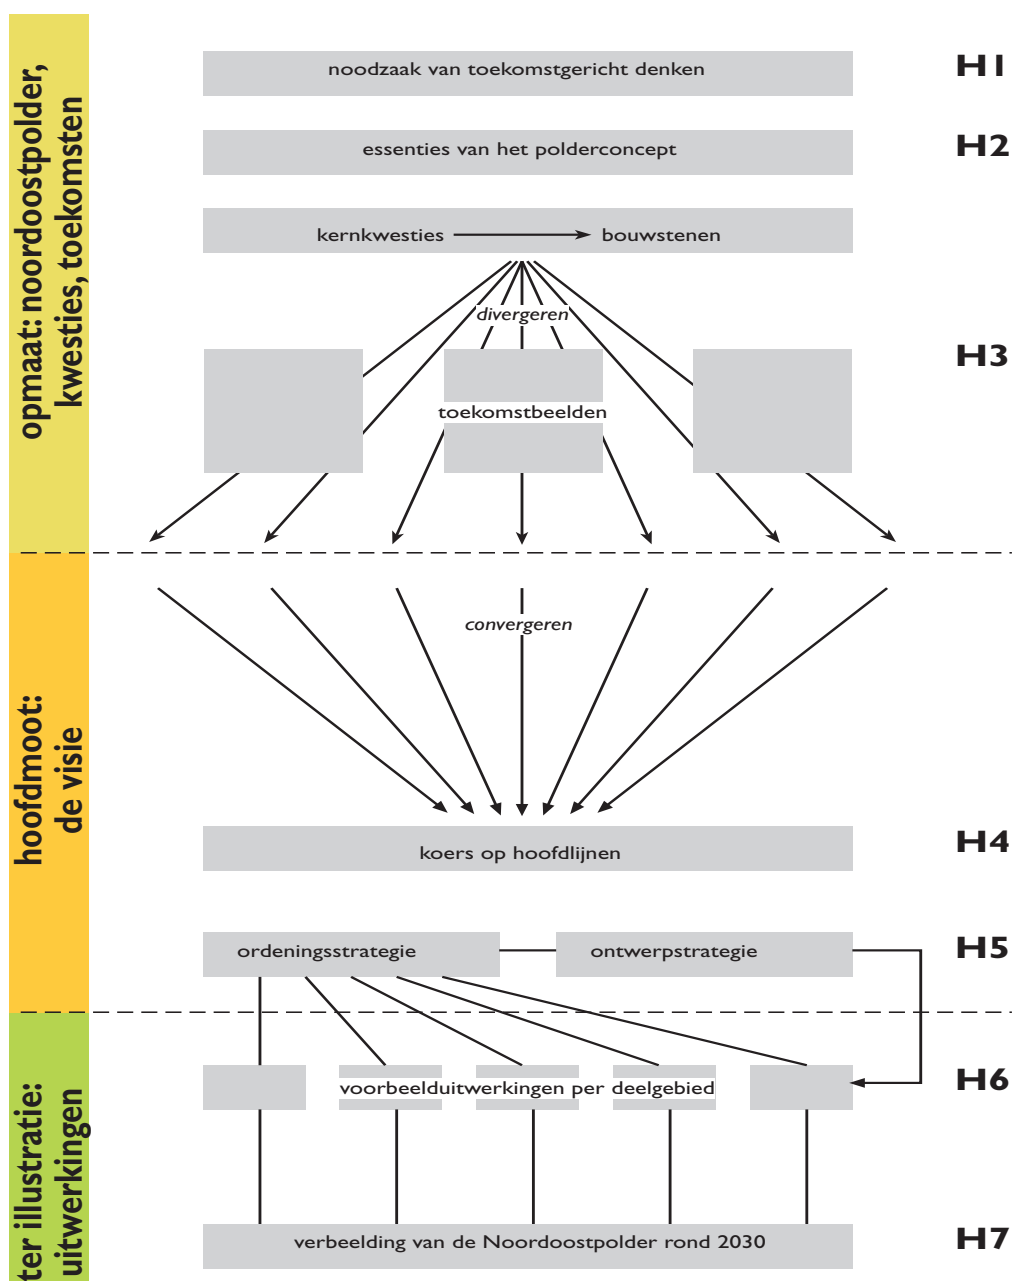 opmaat: noordoostpolder,
kwesties, toekomsten
noodzaak van toekomstgericht denken
H1
essenties van het polderconcept
H2
kernkwesties
bouwstenen
divergeren
H3
toekomstbeelden
hoofdmoot:
de visie
convergeren
koers op hoofdlijnen
H4
ordeningsstrategie
ontwerpstrategie
H5
ter illustratie:
uitwerkingen
voorbeelduitwerkingen per deelgebied
H6
verbeelding van de Noordoostpolder rond 2030
H7